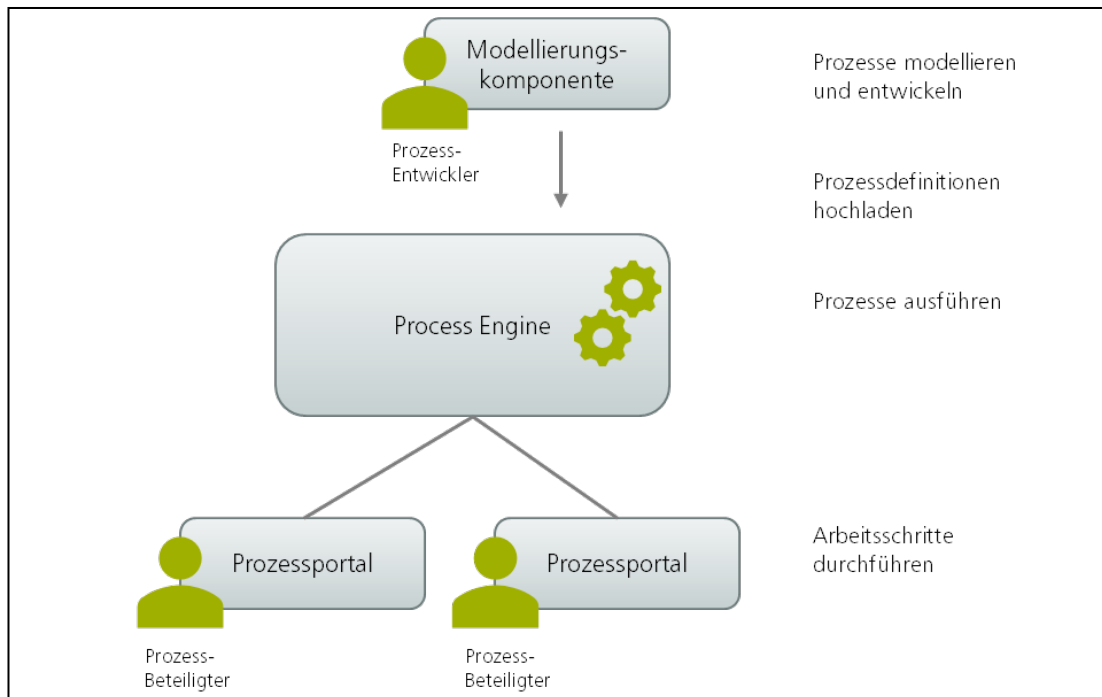 Modellierungs-
komponente
Prozesse modellieren
und entwickeln
Prozess-
Entwickler
Prozessdefinitionen
hochladen
Process Engine
Prozesse ausführen
Prozessportal
Prozessportal
Arbeitsschritte
durchführen
Prozess-
Beteiligter
Prozess-
Beteiligter